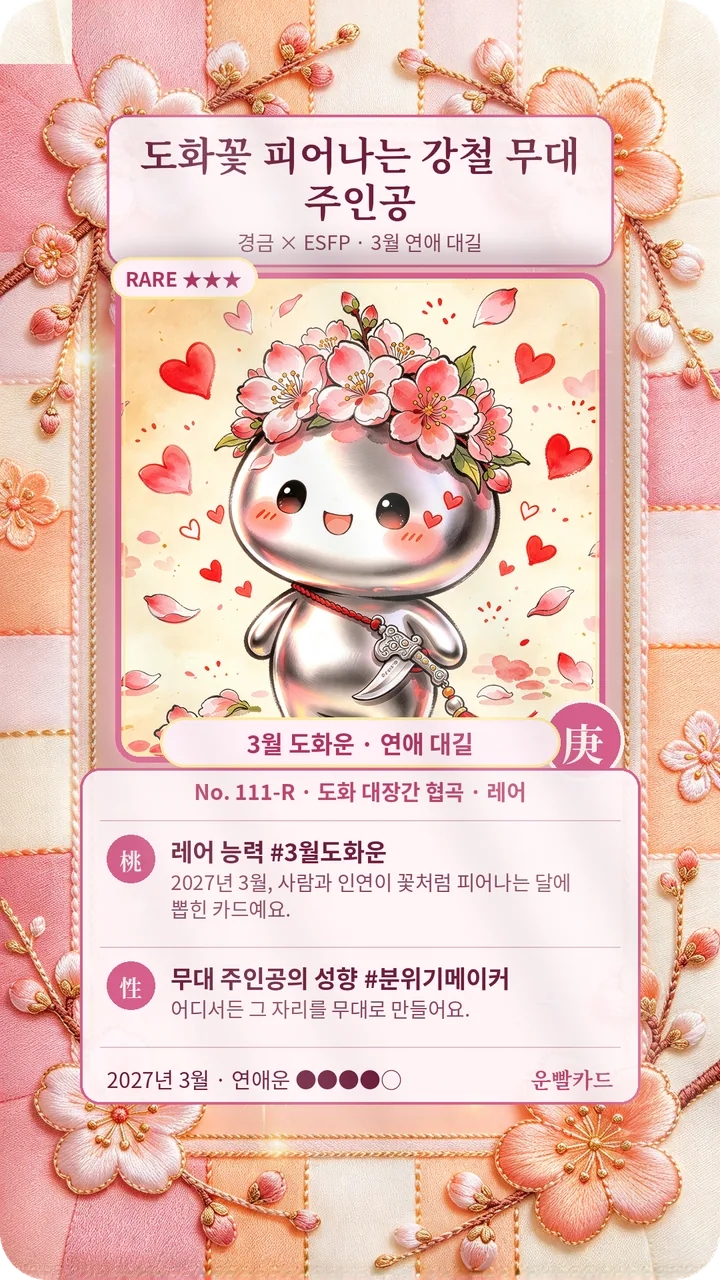 도화꽃 피어나는 강철 무대
주인공
경금 × ESFP · 3월 연애 대길
RARE ★★★
3월 도화운 · 연애 대길
庚
No. 111-R · 도화 대장간 협곡 · 레어
桃
레어 능력 #3월도화운
2027년 3월, 사람과 인연이 꽃처럼 피어나는 달에
뽑힌 카드예요.
性
무대 주인공의 성향 #분위기메이커
어디서든 그 자리를 무대로 만들어요.
2027년 3월 · 연애운 ●●●●○
운빨카드